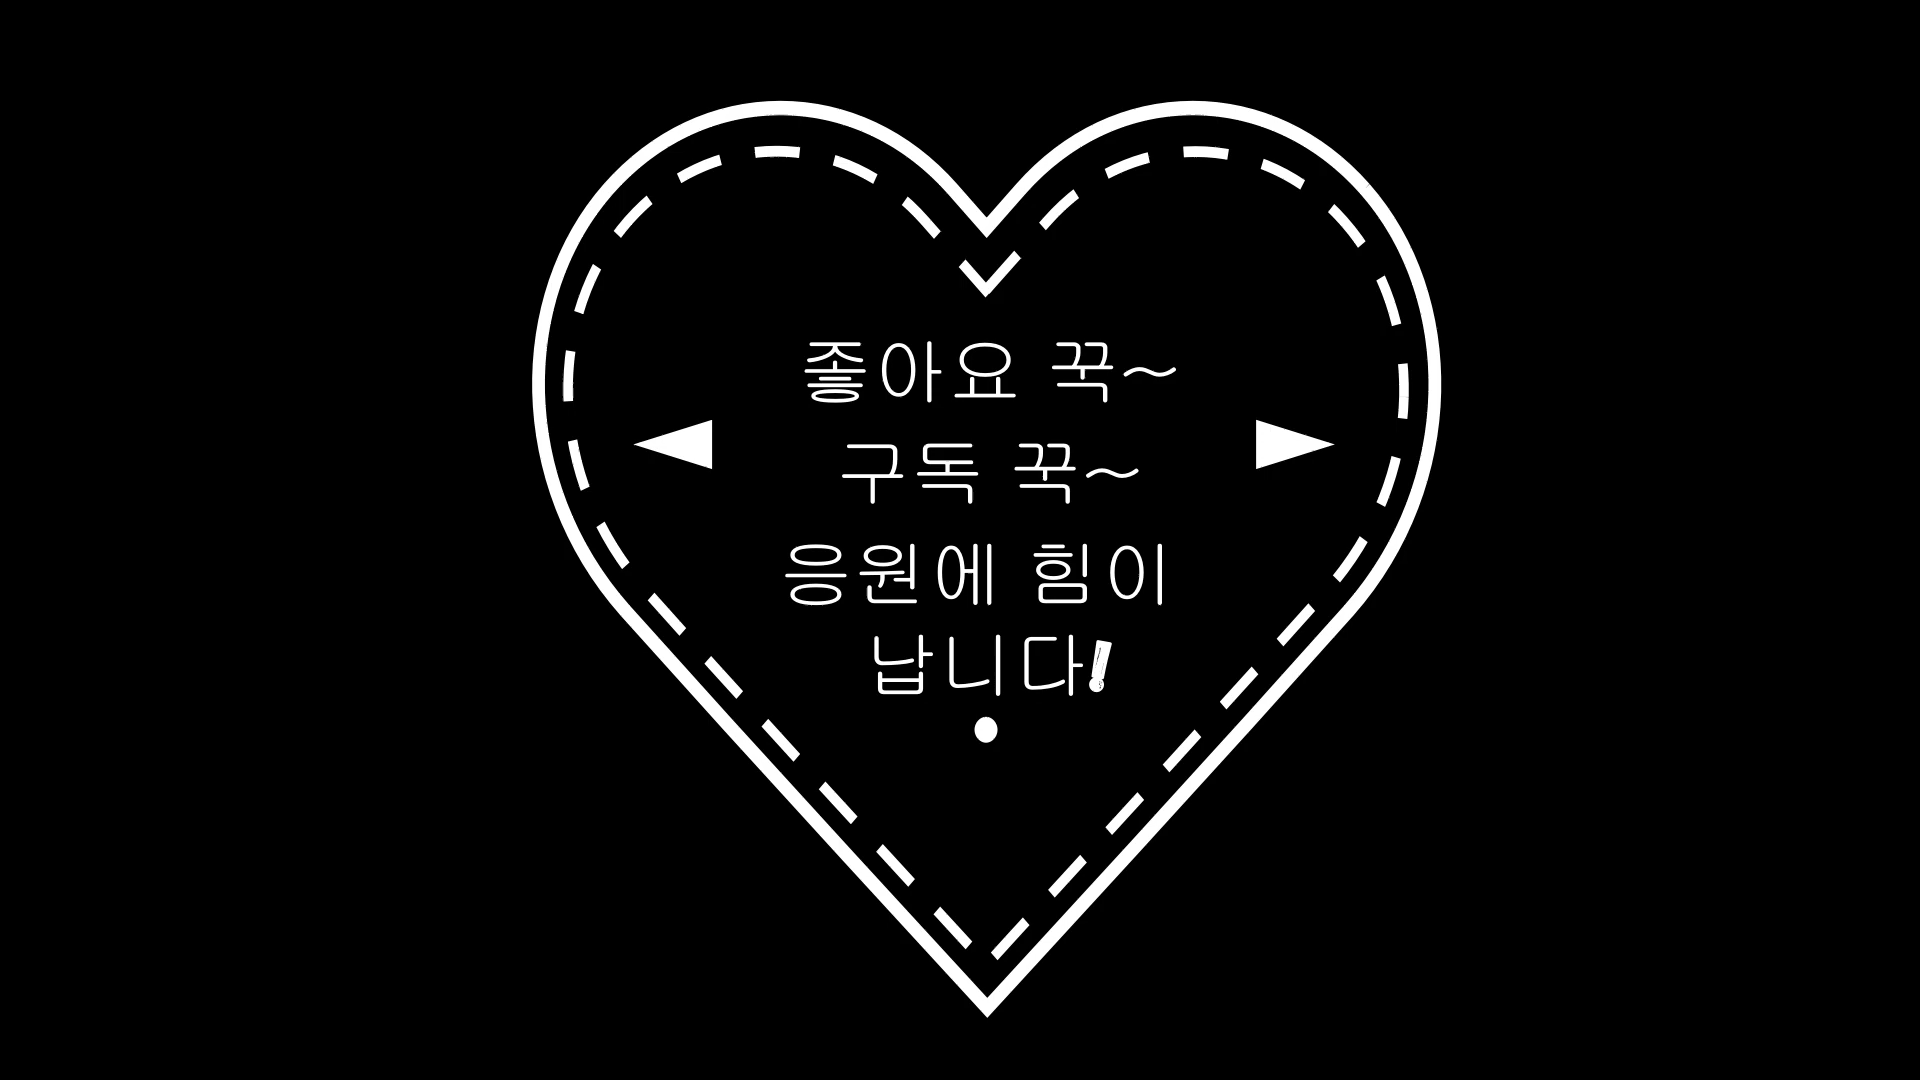 좋아요 꾹~
구독 꾹~
응원에 힘이
납니다!